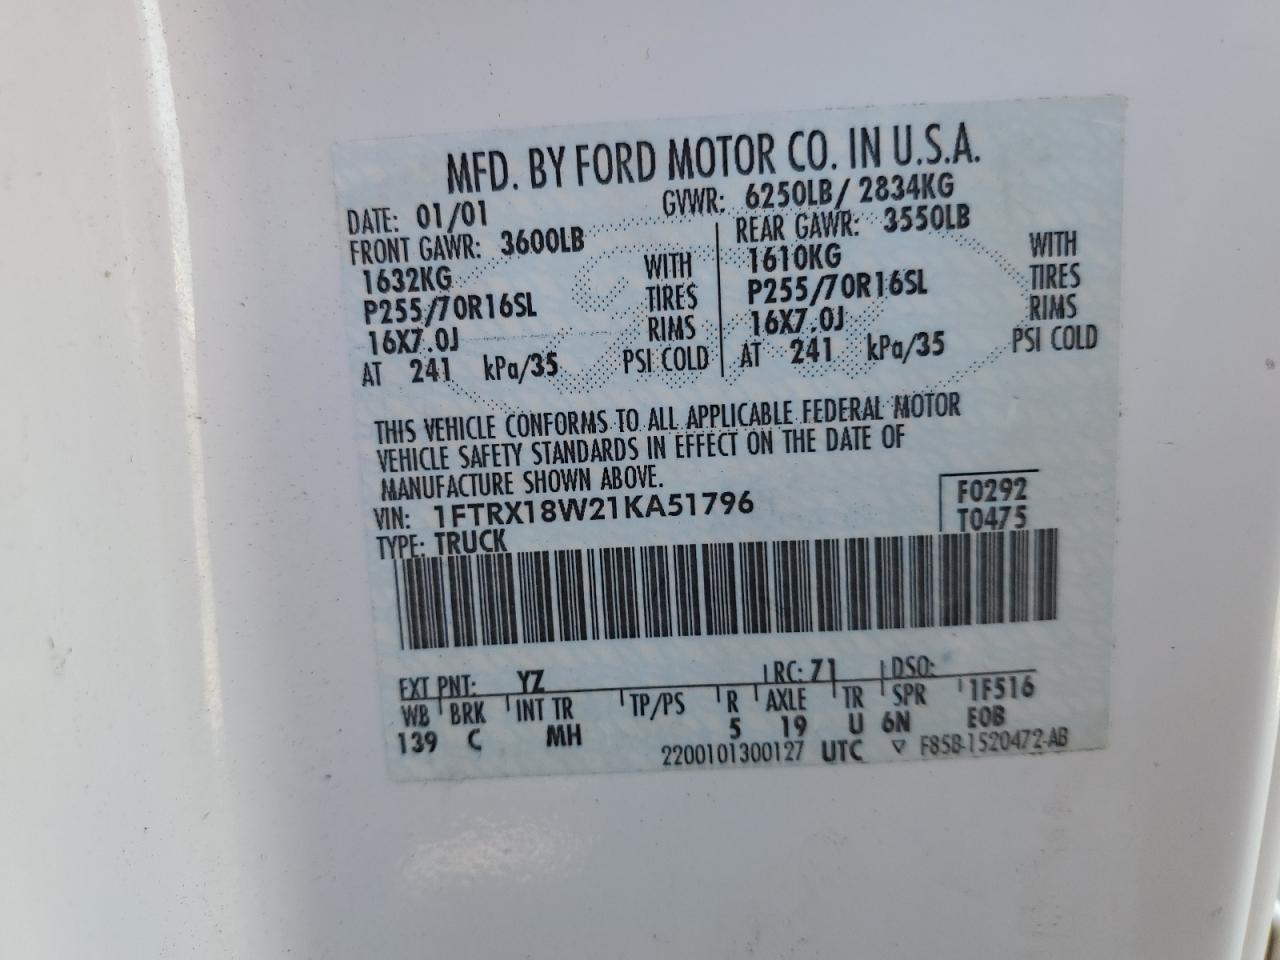 MFD. BY FORD MOTOR CO. IN U.S.A.
DATE: 01/01 GVWR: 6250LB/ 2834KG
FRONT GAWR: 3600LB REAR GAWR: 3550LB
1632KG WITH 1610KG WITH
P255/70R16SL TIRES P255/70R16SL TIRES
16X7.0J RIMS 16X7.0J RIMS
AT 241 kPa/35 PSI COLD AT 241 kPa/35 PSI COLD
THIS VEHICLE CONFORMS TO ALL APPLICABLE FEDERAL MOTOR
VEHICLE SAFETY STANDARDS IN EFFECT ON THE DATE OF
MANUFACTURE SHOWN ABOVE.
VIN: 1FTRX18W21KA51796 F0292
TYPE: TRUCK T0475
EXT PNT: YZ RC: 71 DSO:
WB BRK INT TR TP/PS R AXLE TR SPR 1F516
139 C MH 5 19 U 6N E0B
2200101300127 UTC ▽ F85B-1520472-AB